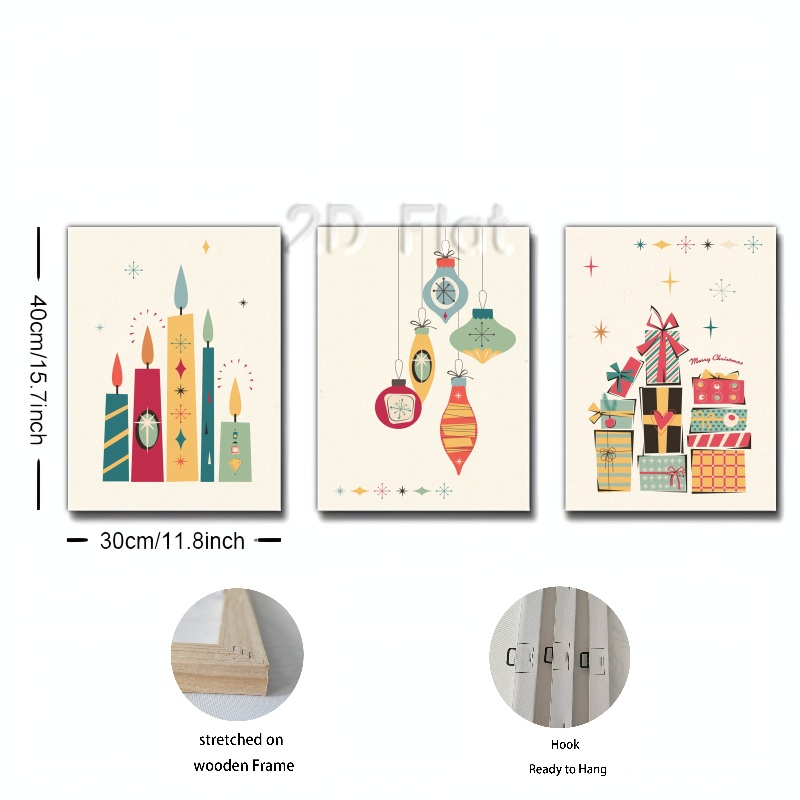 2D Flat
40cm/15.7inch
Merry Christmas
30cm/11.8inch
stretched on
wooden Frame
Hook
Ready to Hang